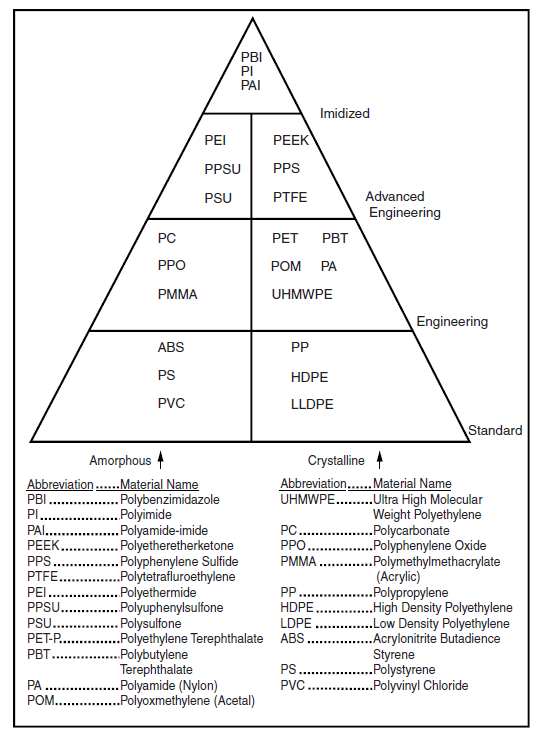 PBI
PI
PAI
Imidized
PEI PEEK
PPSU PPS
PSU PTFE
Advanced
Engineering
PC PET PBT
PPO POM PA
PMMA UHMWPE
Engineering
ABS PP
PS HDPE
PVC LLDPE
Standard
Amorphous Crystalline
Abbreviation......Material Name
PBI ..............Polybenzimidazole
PI................Polyimide
PAI...............Polyamide-imide
PEEK..............Polyetheretherketone
PPS...............Polyphenylene Sulfide
PTFE..............Polytetrafluroethylene
PEI ..............Polyethermide
PPSU..............Polyuphenylsulfone
PSU...............Polysulfone
PET-P.............Polyethylene Terephthalate
PBT...............Polybutylene
Terephthalate
PA ...............Polyamide (Nylon)
POM...............Polyoxmethylene (Acetal)
Abbreviation......Material Name
UHMWPE............Ultra High Molecular
Weight Polyethylene
PC................Polycarbonate
PPO...............Polyphenylene Oxide
PMMA..............Polymethylmethacrylate
(Acrylic)
PP ...............Polypropylene
HDPE..............High Density Polyethylene
LDPE..............Low Density Polyethylene
ABS...............Acrylonitrite Butadience
Styrene
PS................Polystyrene
PVC...............Polyvinyl Chloride